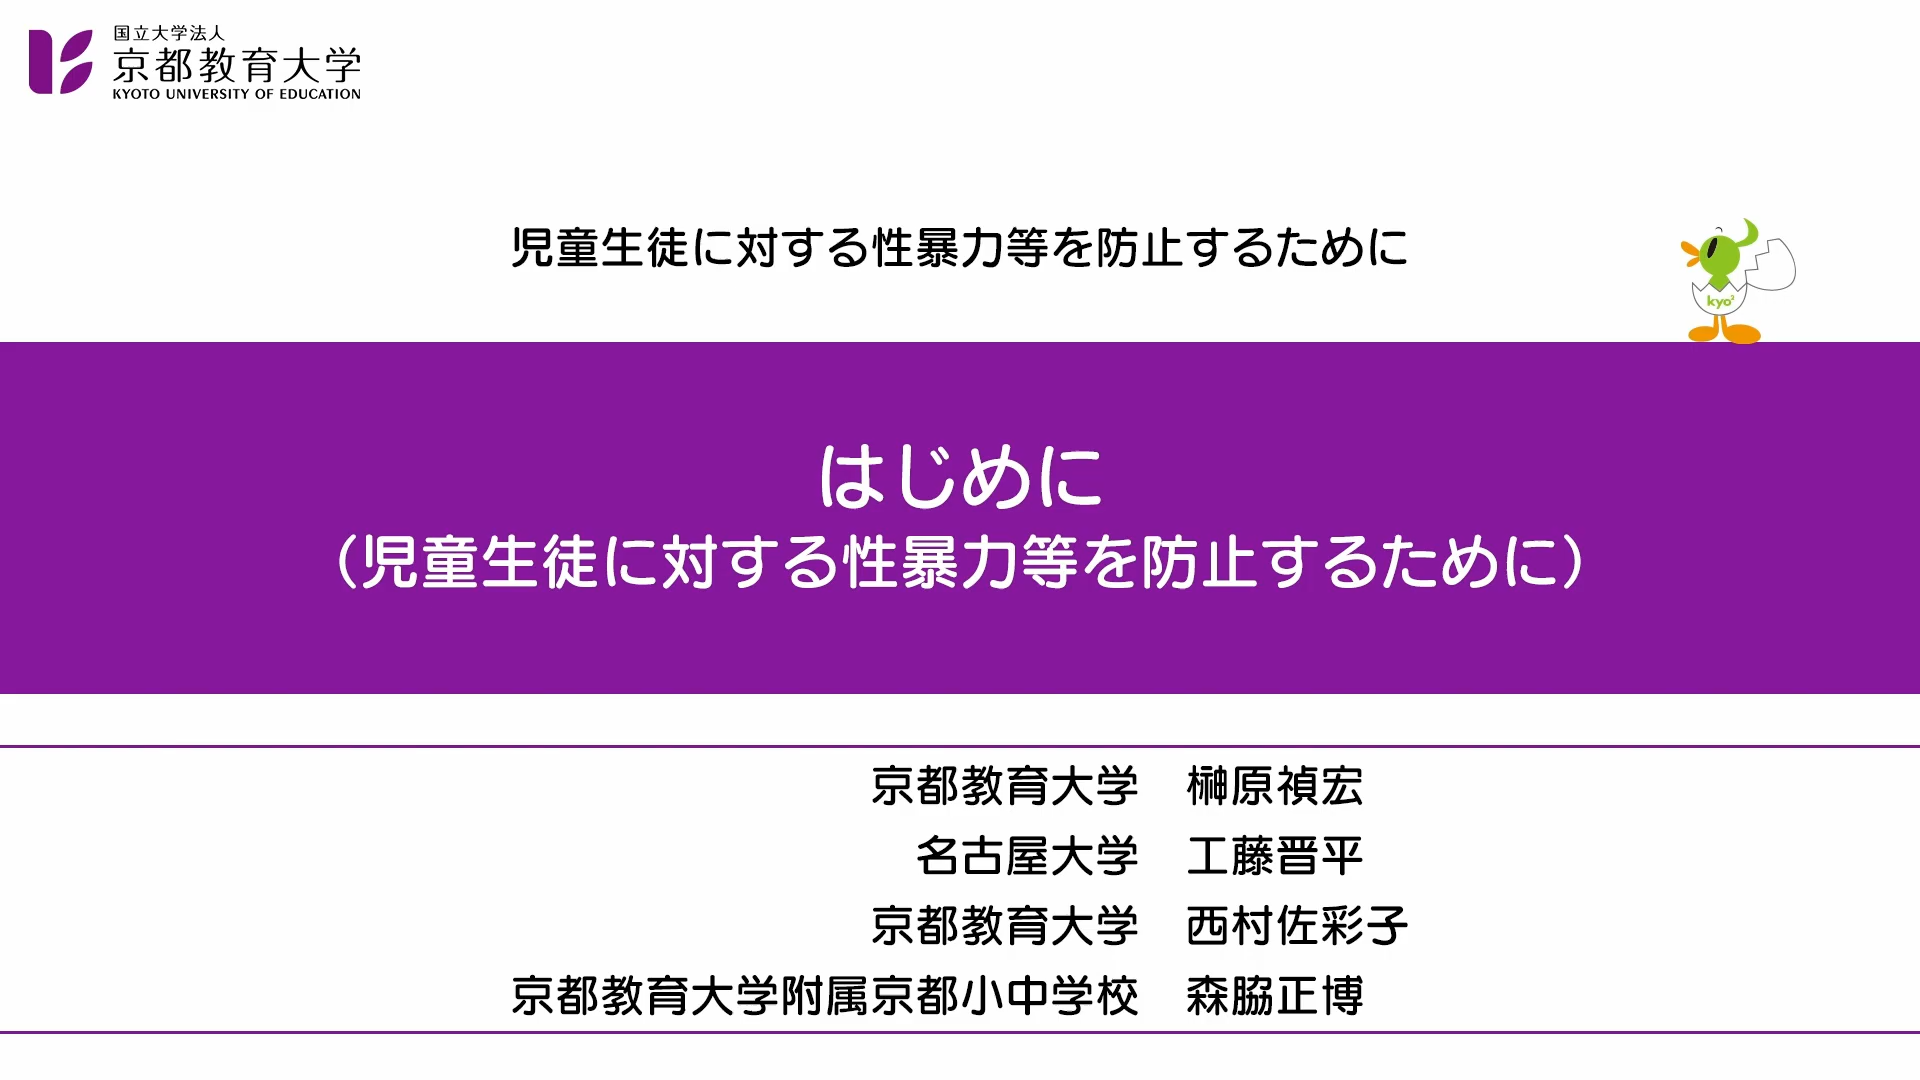 国立大学法人
京都教育大学
KYOTO UNIVERSITY OF EDUCATION
児童生徒に対する性暴力等を防止するために
kyo²
はじめに
（児童生徒に対する性暴力等を防止するために）
京都教育大学　榊原禎宏
名古屋大学　工藤晋平
京都教育大学　西村佐彩子
京都教育大学附属京都小中学校　森脇正博